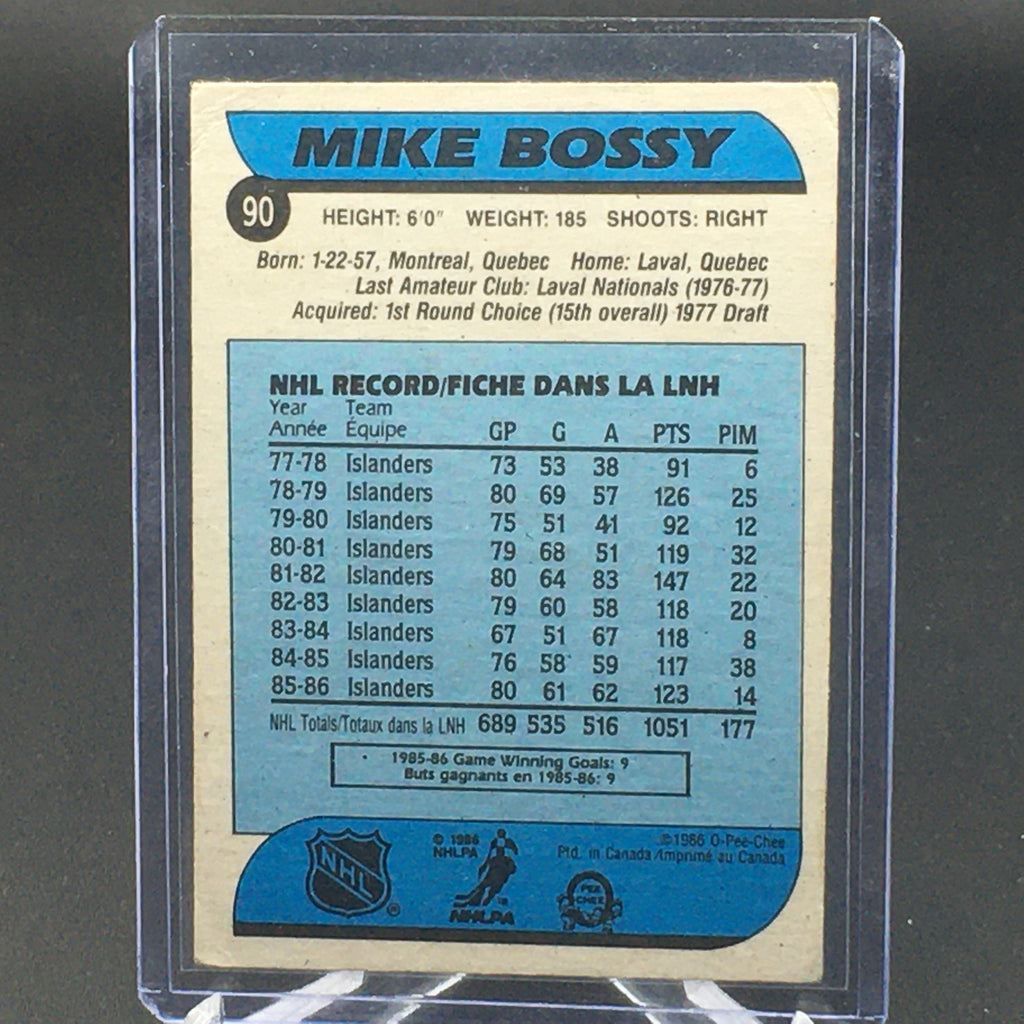 MIKE BOSSY
90
HEIGHT: 6'0" WEIGHT: 185 SHOOTS: RIGHT
Born: 1-22-57, Montreal, Quebec Home: Laval, Quebec
Last Amateur Club: Laval Nationals (1976-77)
Acquired: 1st Round Choice (15th overall) 1977 Draft
NHL RECORD/FICHE DANS LA LNH
Year Team
Année Équipe GP G A PTS PIM
77-78 Islanders 73 53 38 91 6
78-79 Islanders 80 69 57 126 25
79-80 Islanders 75 51 41 92 12
80-81 Islanders 79 68 51 119 32
81-82 Islanders 80 64 83 147 22
82-83 Islanders 79 60 58 118 20
83-84 Islanders 67 51 67 118 8
84-85 Islanders 76 58 59 117 38
85-86 Islanders 80 61 62 123 14
NHL Totals/Totaux dans la LNH 689 535 516 1051 177
1985-86 Game Winning Goals: 9
Buts gagnants en 1985-86: 9
NHL ®
© 1986
NHLPA
NHLPA
©1986 O-Pee-Chee
Ptd. in Canada/Imprimé au Canada
PEE
CHEE